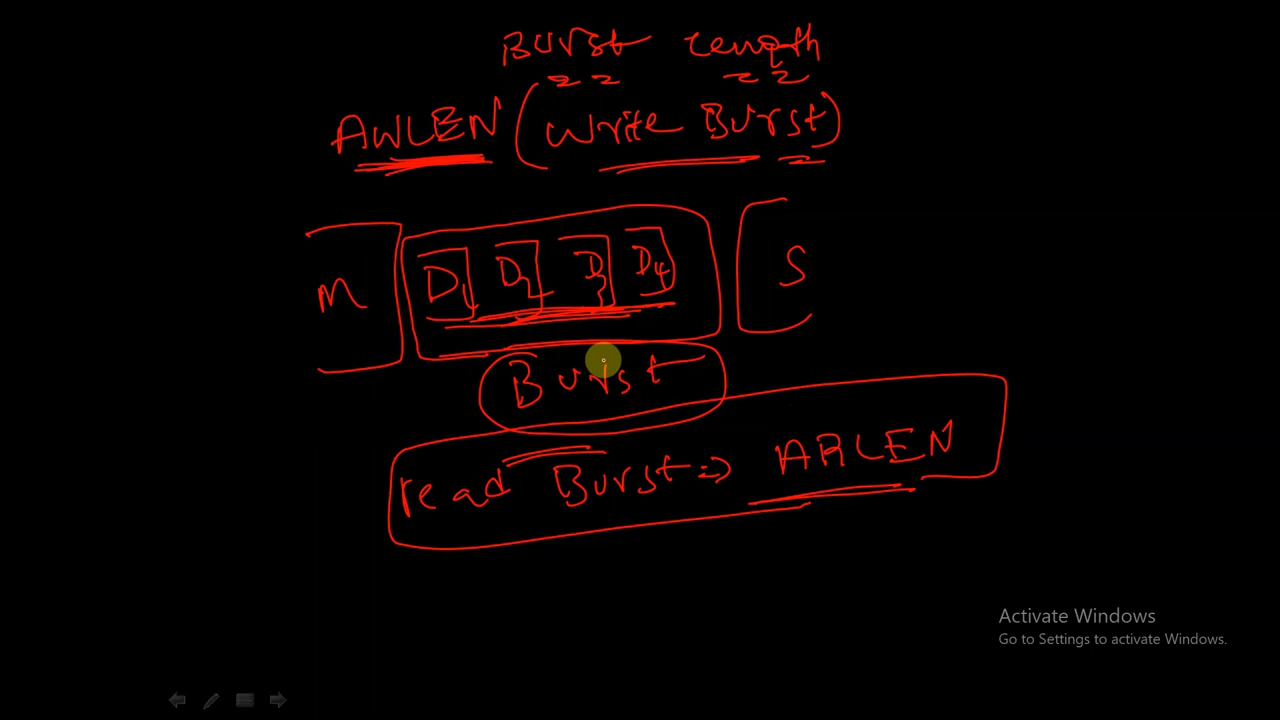 Burst Length
AWLEN (Write Burst)
M D1 D2 D3 D4 S
Burst
read Burst => ARLEN
Activate Windows
Go to Settings to activate Windows.